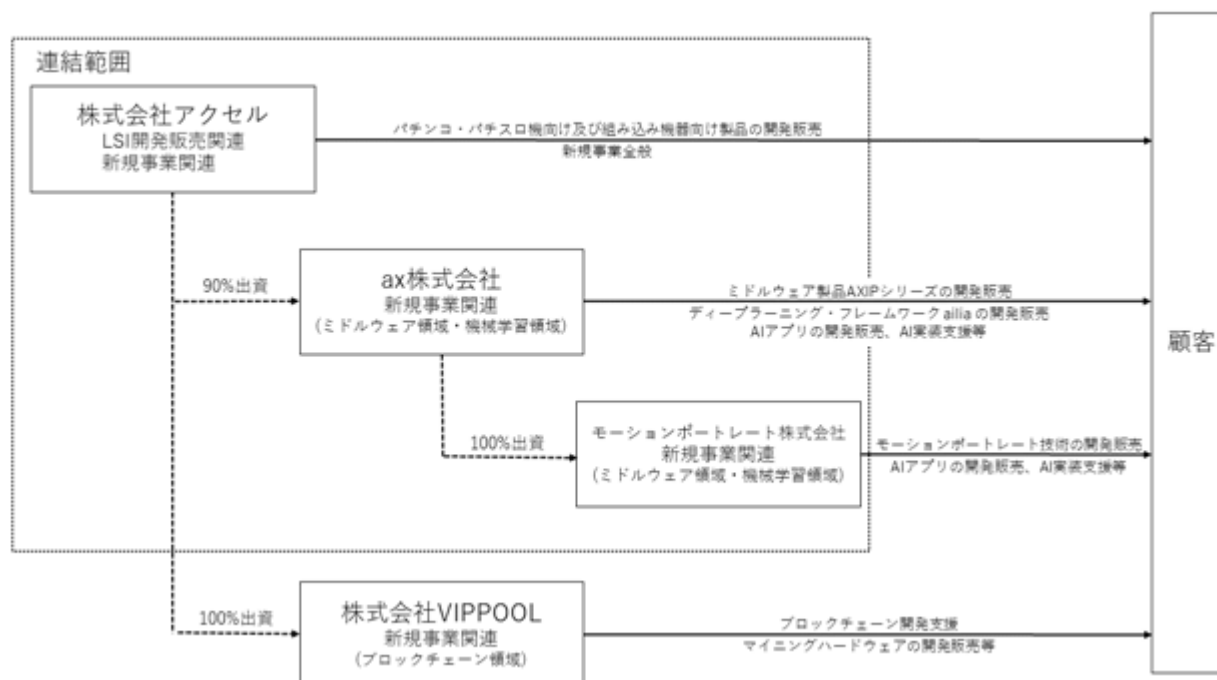 連結範囲
株式会社アクセル
LSI開発販売関連
新規事業関連
パチンコ・パチスロ機向け及び組み込み機器向け製品の開発販売
新規事業全般
90%出資
ax株式会社
新規事業関連
(ミドルウェア領域・機械学習領域)
ミドルウェア製品AXIPシリーズの開発販売
ディープラーニング・フレームワークailiaの開発販売
AIアプリの開発販売、AI実装支援等
顧客
100%出資
モーションポートレート株式会社
新規事業関連
(ミドルウェア領域・機械学習領域)
モーションポートレート技術の開発販売
AIアプリの開発販売、AI実装支援等
100%出資
株式会社VIPPOOL
新規事業関連
(ブロックチェーン領域)
ブロックチェーン開発支援
マイニングハードウェアの開発販売等